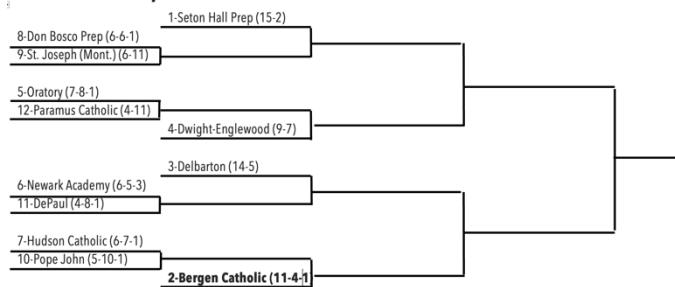 1-Seton Hall Prep (15-2)
8-Don Bosco Prep (6-6-1)
9-St. Joseph (Mont.) (6-11)
5-Oratory (7-8-1)
12-Paramus Catholic (4-11)
4-Dwight-Englewood (9-7)
3-Delbarton (14-5)
6-Newark Academy (6-5-3)
11-DePaul (4-8-1)
7-Hudson Catholic (6-7-1)
10-Pope John (5-10-1)
2-Bergen Catholic (11-4-1)